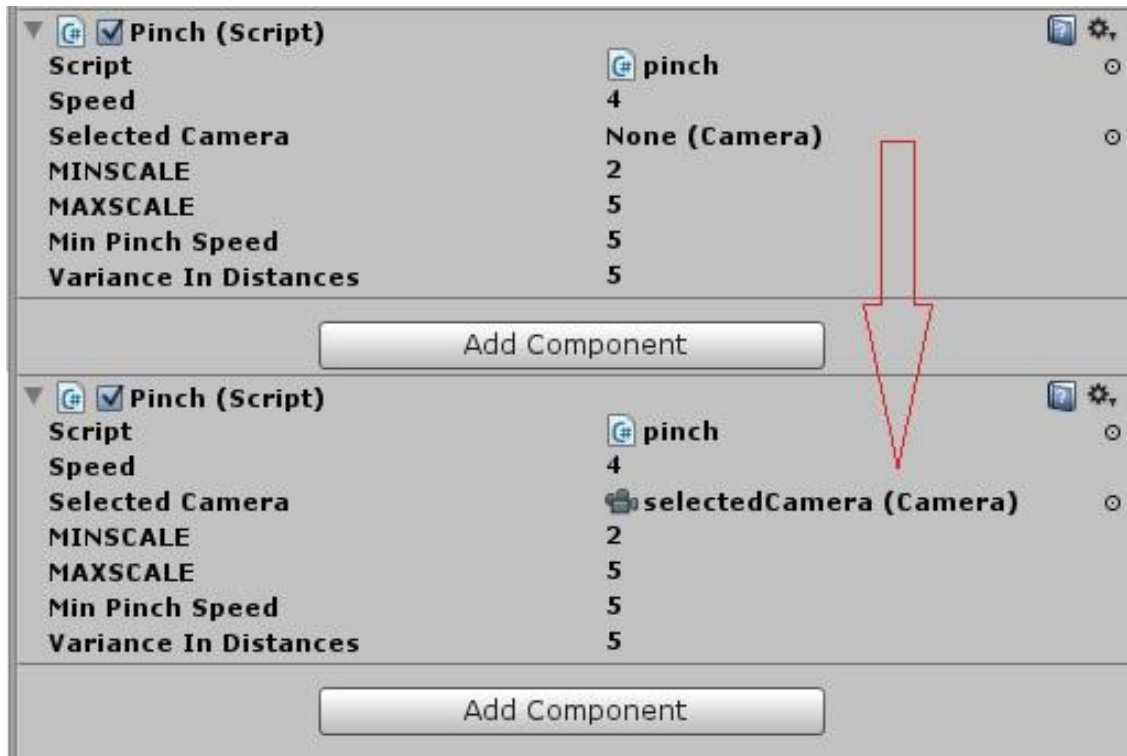 Pinch (Script)
Script pinch
Speed 4
Selected Camera None (Camera)
MINSCALE 2
MAXSCALE 5
Min Pinch Speed 5
Variance In Distances 5
Add Component
Pinch (Script)
Script pinch
Speed 4
Selected Camera selectedCamera (Camera)
MINSCALE 2
MAXSCALE 5
Min Pinch Speed 5
Variance In Distances 5
Add Component